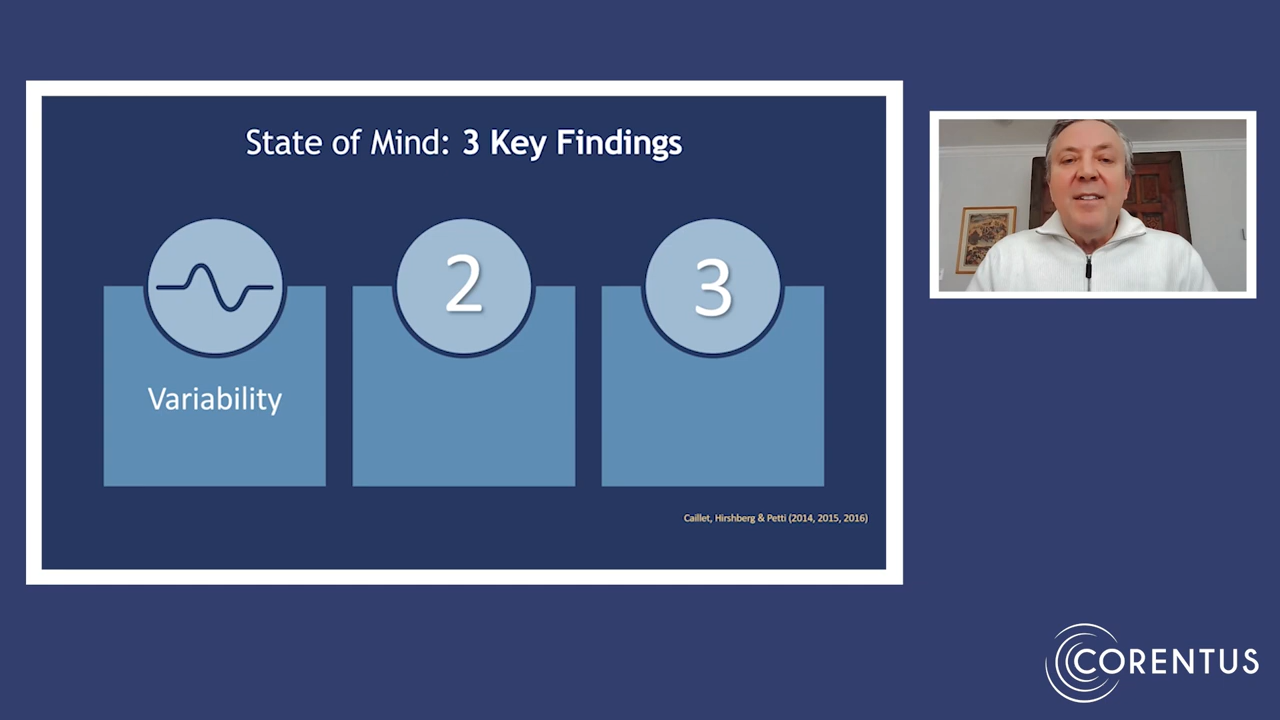 State of Mind: 3 Key Findings
2
3
Variability
Caillet, Hirshberg & Petti (2014, 2015, 2016)
CORENTUS